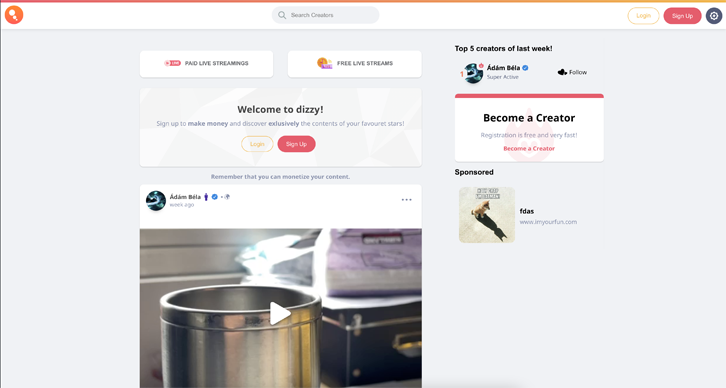 Search Creators
Login
Sign Up
LIVE
PAID LIVE STREAMINGS
FREE LIVE STREAMS
Welcome to dizzy!
Sign up to make money and discover exlusively the contents of your favouret stars!
Login
Sign Up
Remember that you can monetize your content.
Ádám Béla
week ago
Top 5 creators of last week!
1
Ádám Béla
Super Active
Follow
Become a Creator
Registration is free and very fast!
Become a Creator
Sponsored
fdas
www.imyourfun.com